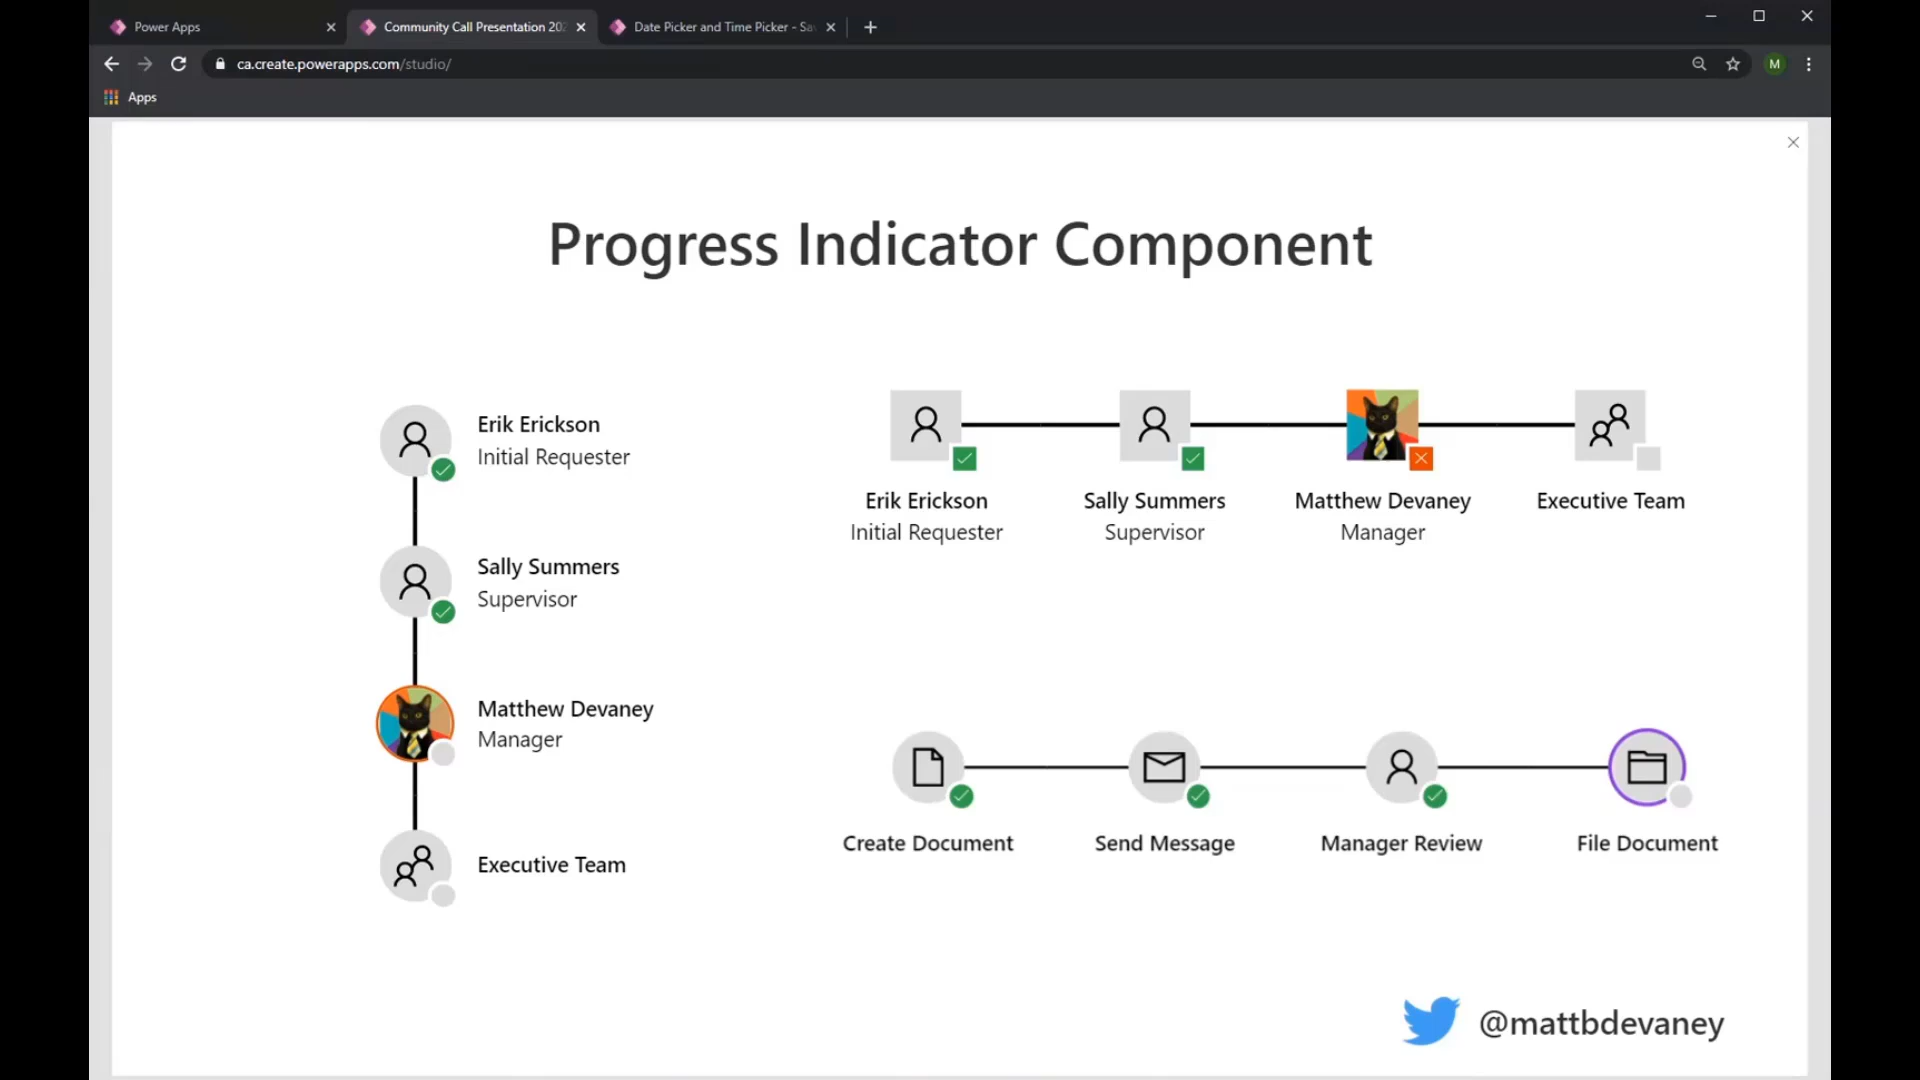 Power Apps
Community Call Presentation 202
Date Picker and Time Picker - Sav
ca.create.powerapps.com/studio/
M
Apps
Progress Indicator Component
Erik Erickson
Initial Requester
Sally Summers
Supervisor
Matthew Devaney
Manager
Executive Team
Erik Erickson
Initial Requester
Sally Summers
Supervisor
Matthew Devaney
Manager
Executive Team
Create Document
Send Message
Manager Review
File Document
@mattbdevaney